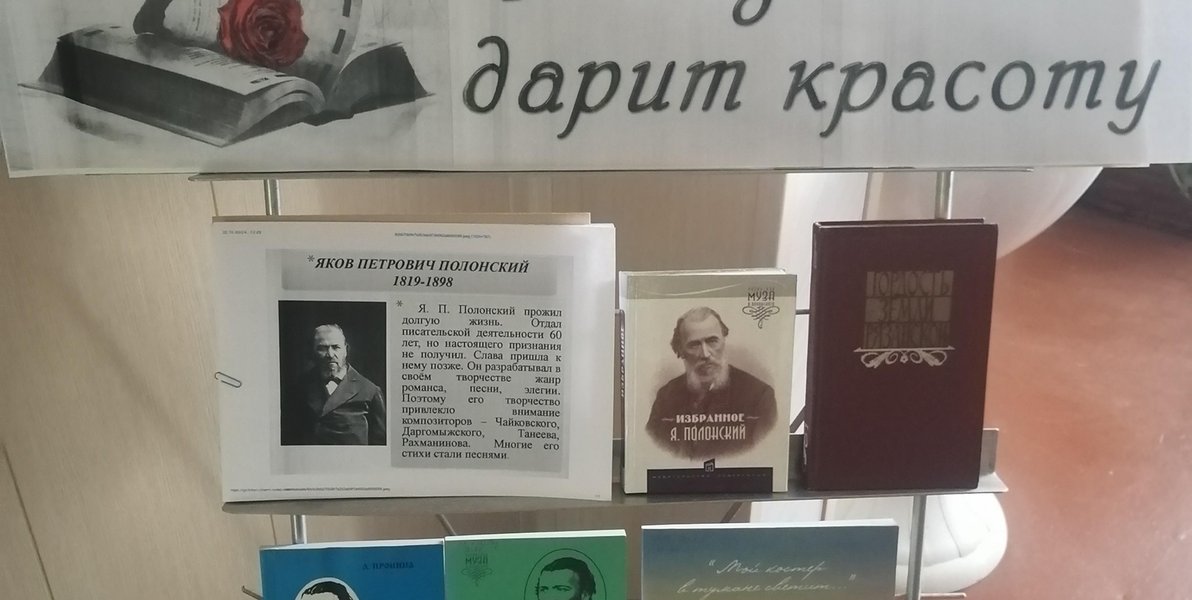 дарит красоту
*ЯКОВ ПЕТРОВИЧ ПОЛОНСКИЙ
1819-1898
* Я. П. Полонский прожил
долгую жизнь. Отдал
писательской деятельности 60
лет, но настоящего признания
не получил. Слава пришла к
нему позже. Он разрабатывал в
своём творчестве жанр
романса, песни, элегии.
Поэтому его творчество
привлекло внимание
композиторов – Чайковского,
Даргомыжского, Танеева,
Рахманинова. Многие его
стихи стали песнями.
МУЗА
ИЗБРАННОЕ
Я. ПОЛОНСКИЙ
ГОРДОСТЬ
ЗЕМЛИ
МУЗА
"Мой костер
в тумане светит..."